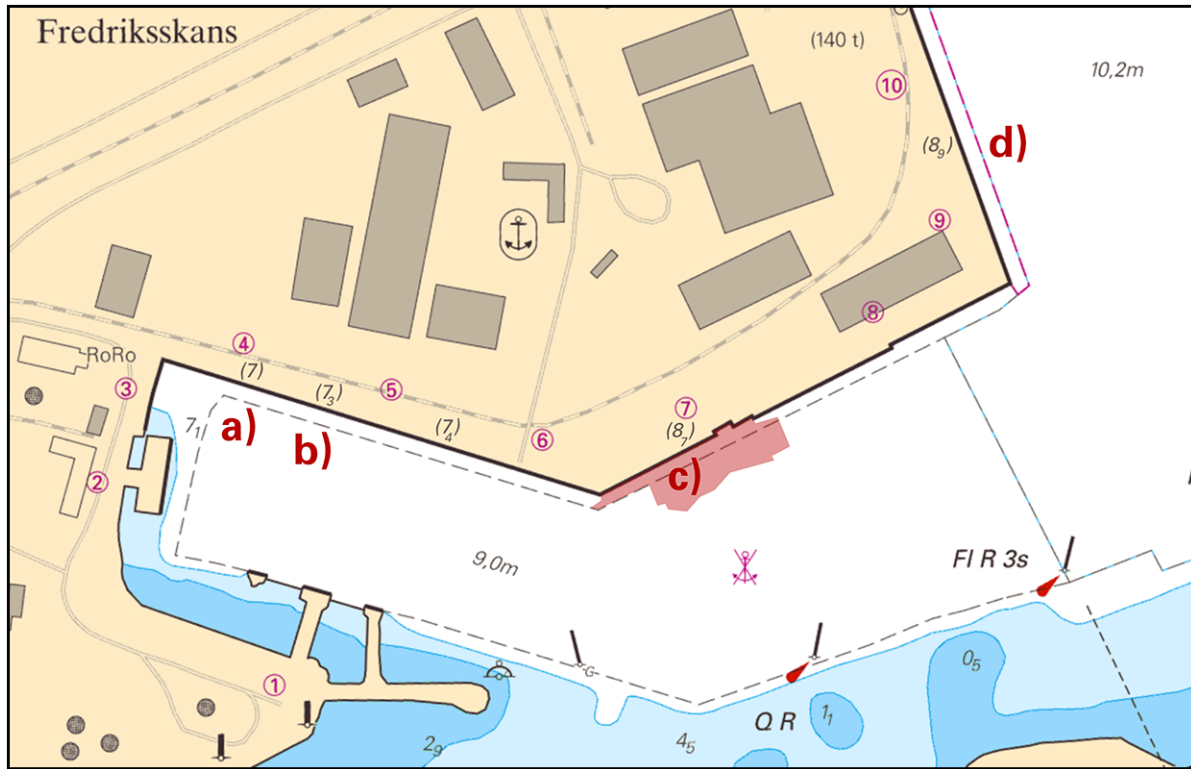 Fredriksskans
(140 t)
10,2m
⑩
(8₉)
d)
⑨
⑧
④
RoRo
(7)
③
(7₃)
⑤
⑦
7₁
a)
(7₄)
⑥
(8₇)
b)
c)
②
9,0m
Fl R 3s
G
0₅
①
Q R
1₁
2₉
4₅